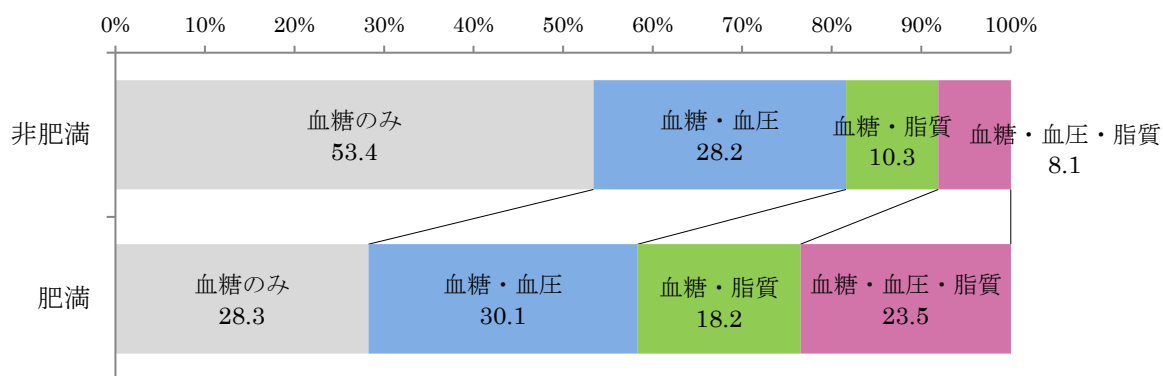 0% 10% 20% 30% 40% 50% 60% 70% 80% 90% 100%
非肥満
血糖のみ
53.4
血糖・血圧
28.2
血糖・脂質
10.3
血糖・血圧・脂質
8.1
肥満
血糖のみ
28.3
血糖・血圧
30.1
血糖・脂質
18.2
血糖・血圧・脂質
23.5